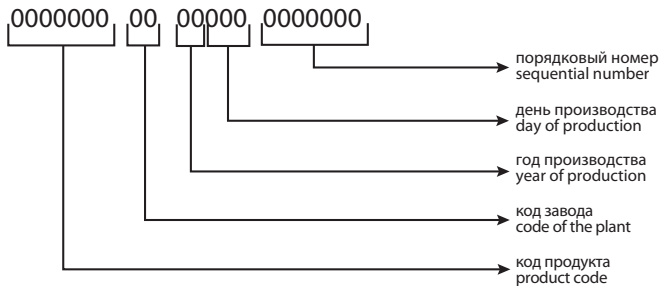 0000000 00 00000 0000000
порядковый номер
sequential number
день производства
day of production
год производства
year of production
код завода
code of the plant
код продукта
product code